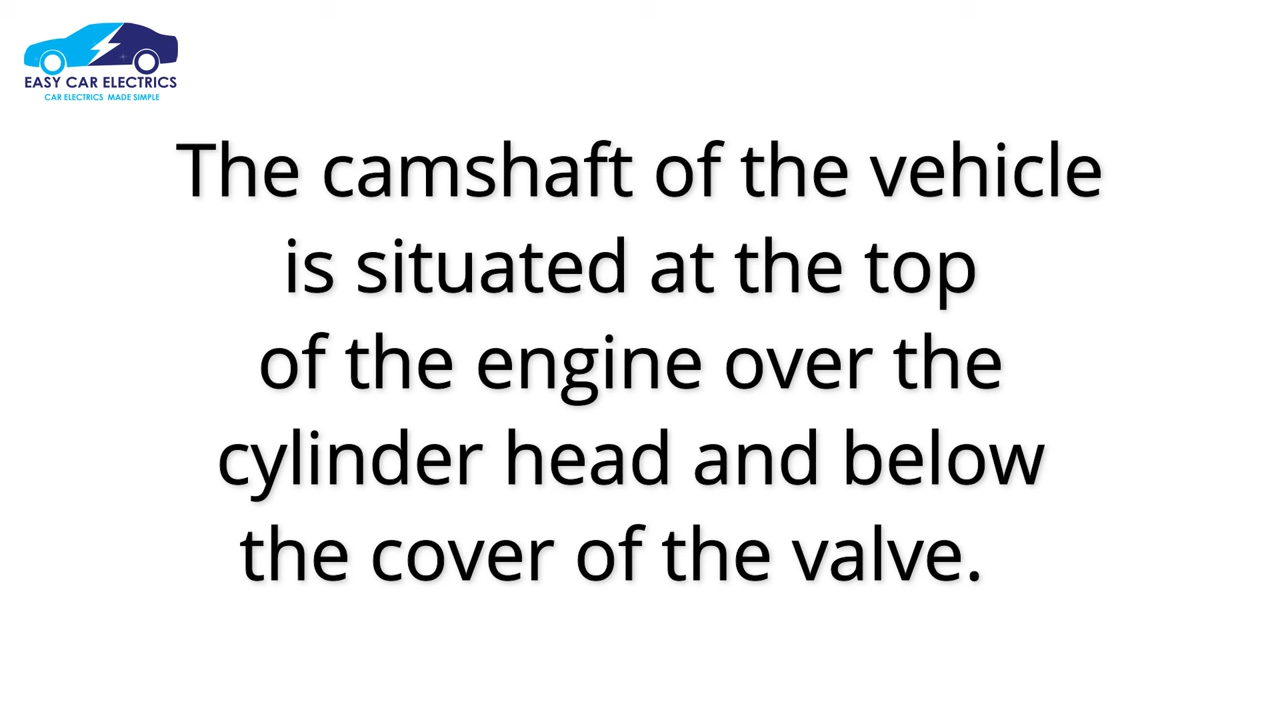 EASY CAR ELECTRICS
CAR ELECTRICS MADE SIMPLE
The camshaft of the vehicle
is situated at the top
of the engine over the
cylinder head and below
the cover of the valve.